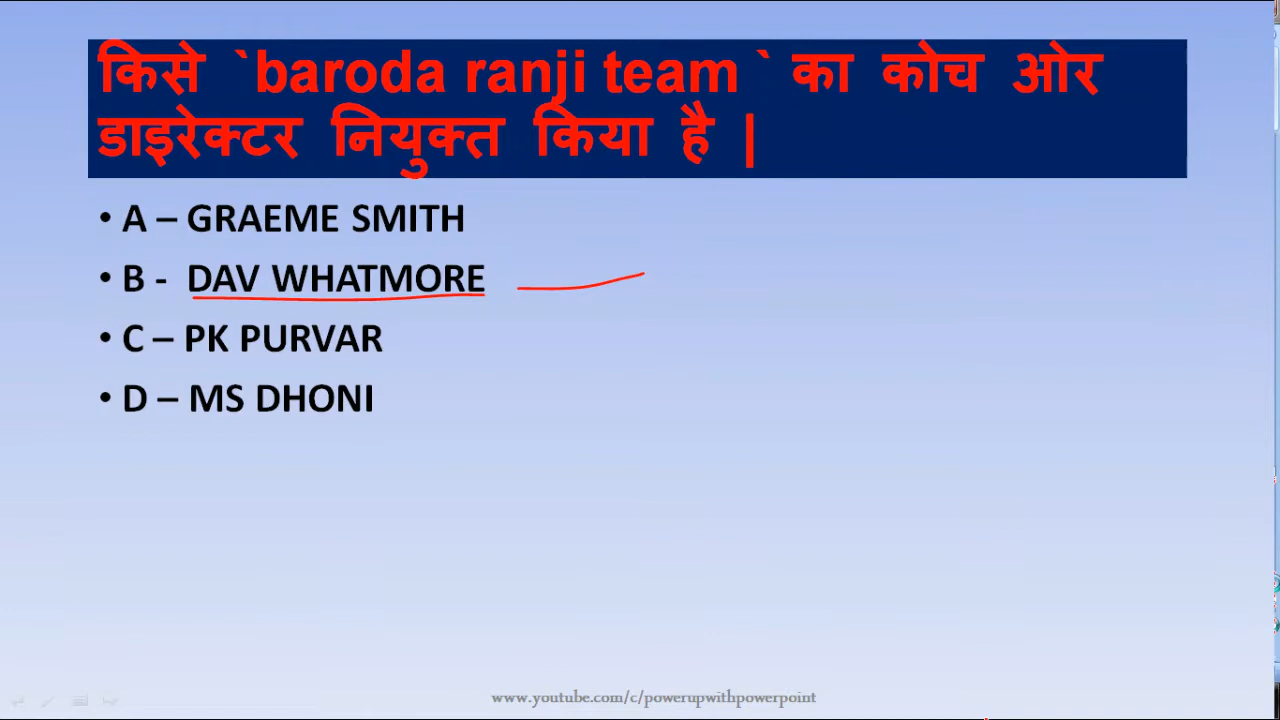 किसे `baroda ranji team ` का कोच ओर
डाइरेक्टर नियुक्त किया है |
• A – GRAEME SMITH
• B - DAV WHATMORE
• C – PK PURVAR
• D – MS DHONI
www.youtube.com/c/powerupwithpowerpoint